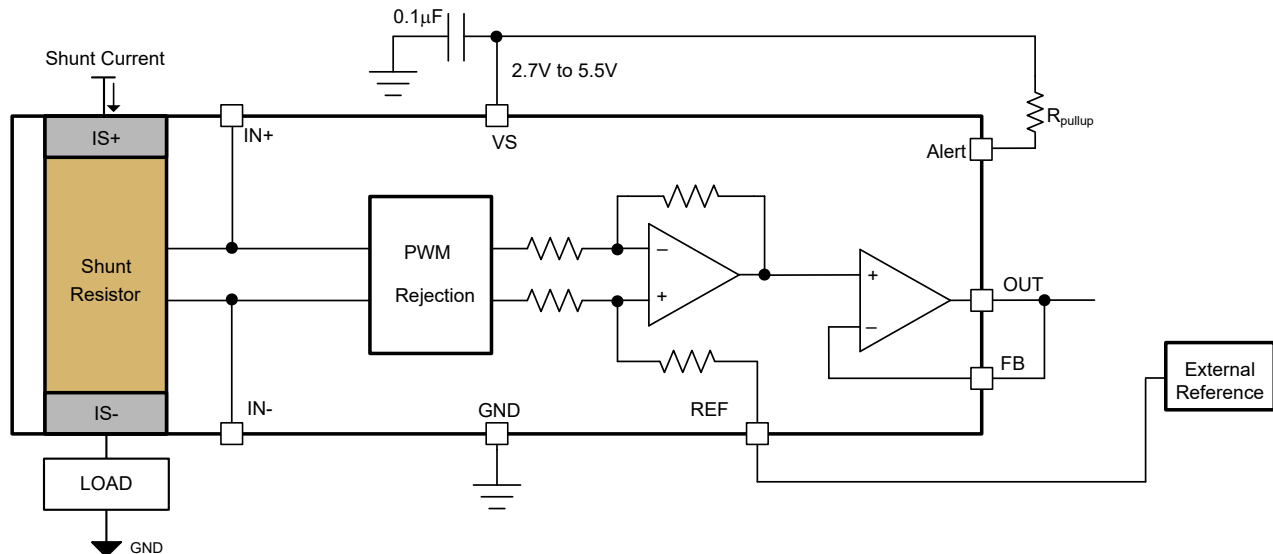 0.1μF
Shunt Current
2.7V to 5.5V
R pullup
IS+
IN+
VS
Alert
PWM
Rejection
−
+
Shunt
Resistor
+
−
OUT
FB
External
Reference
IS-
IN-
GND
REF
LOAD
GND